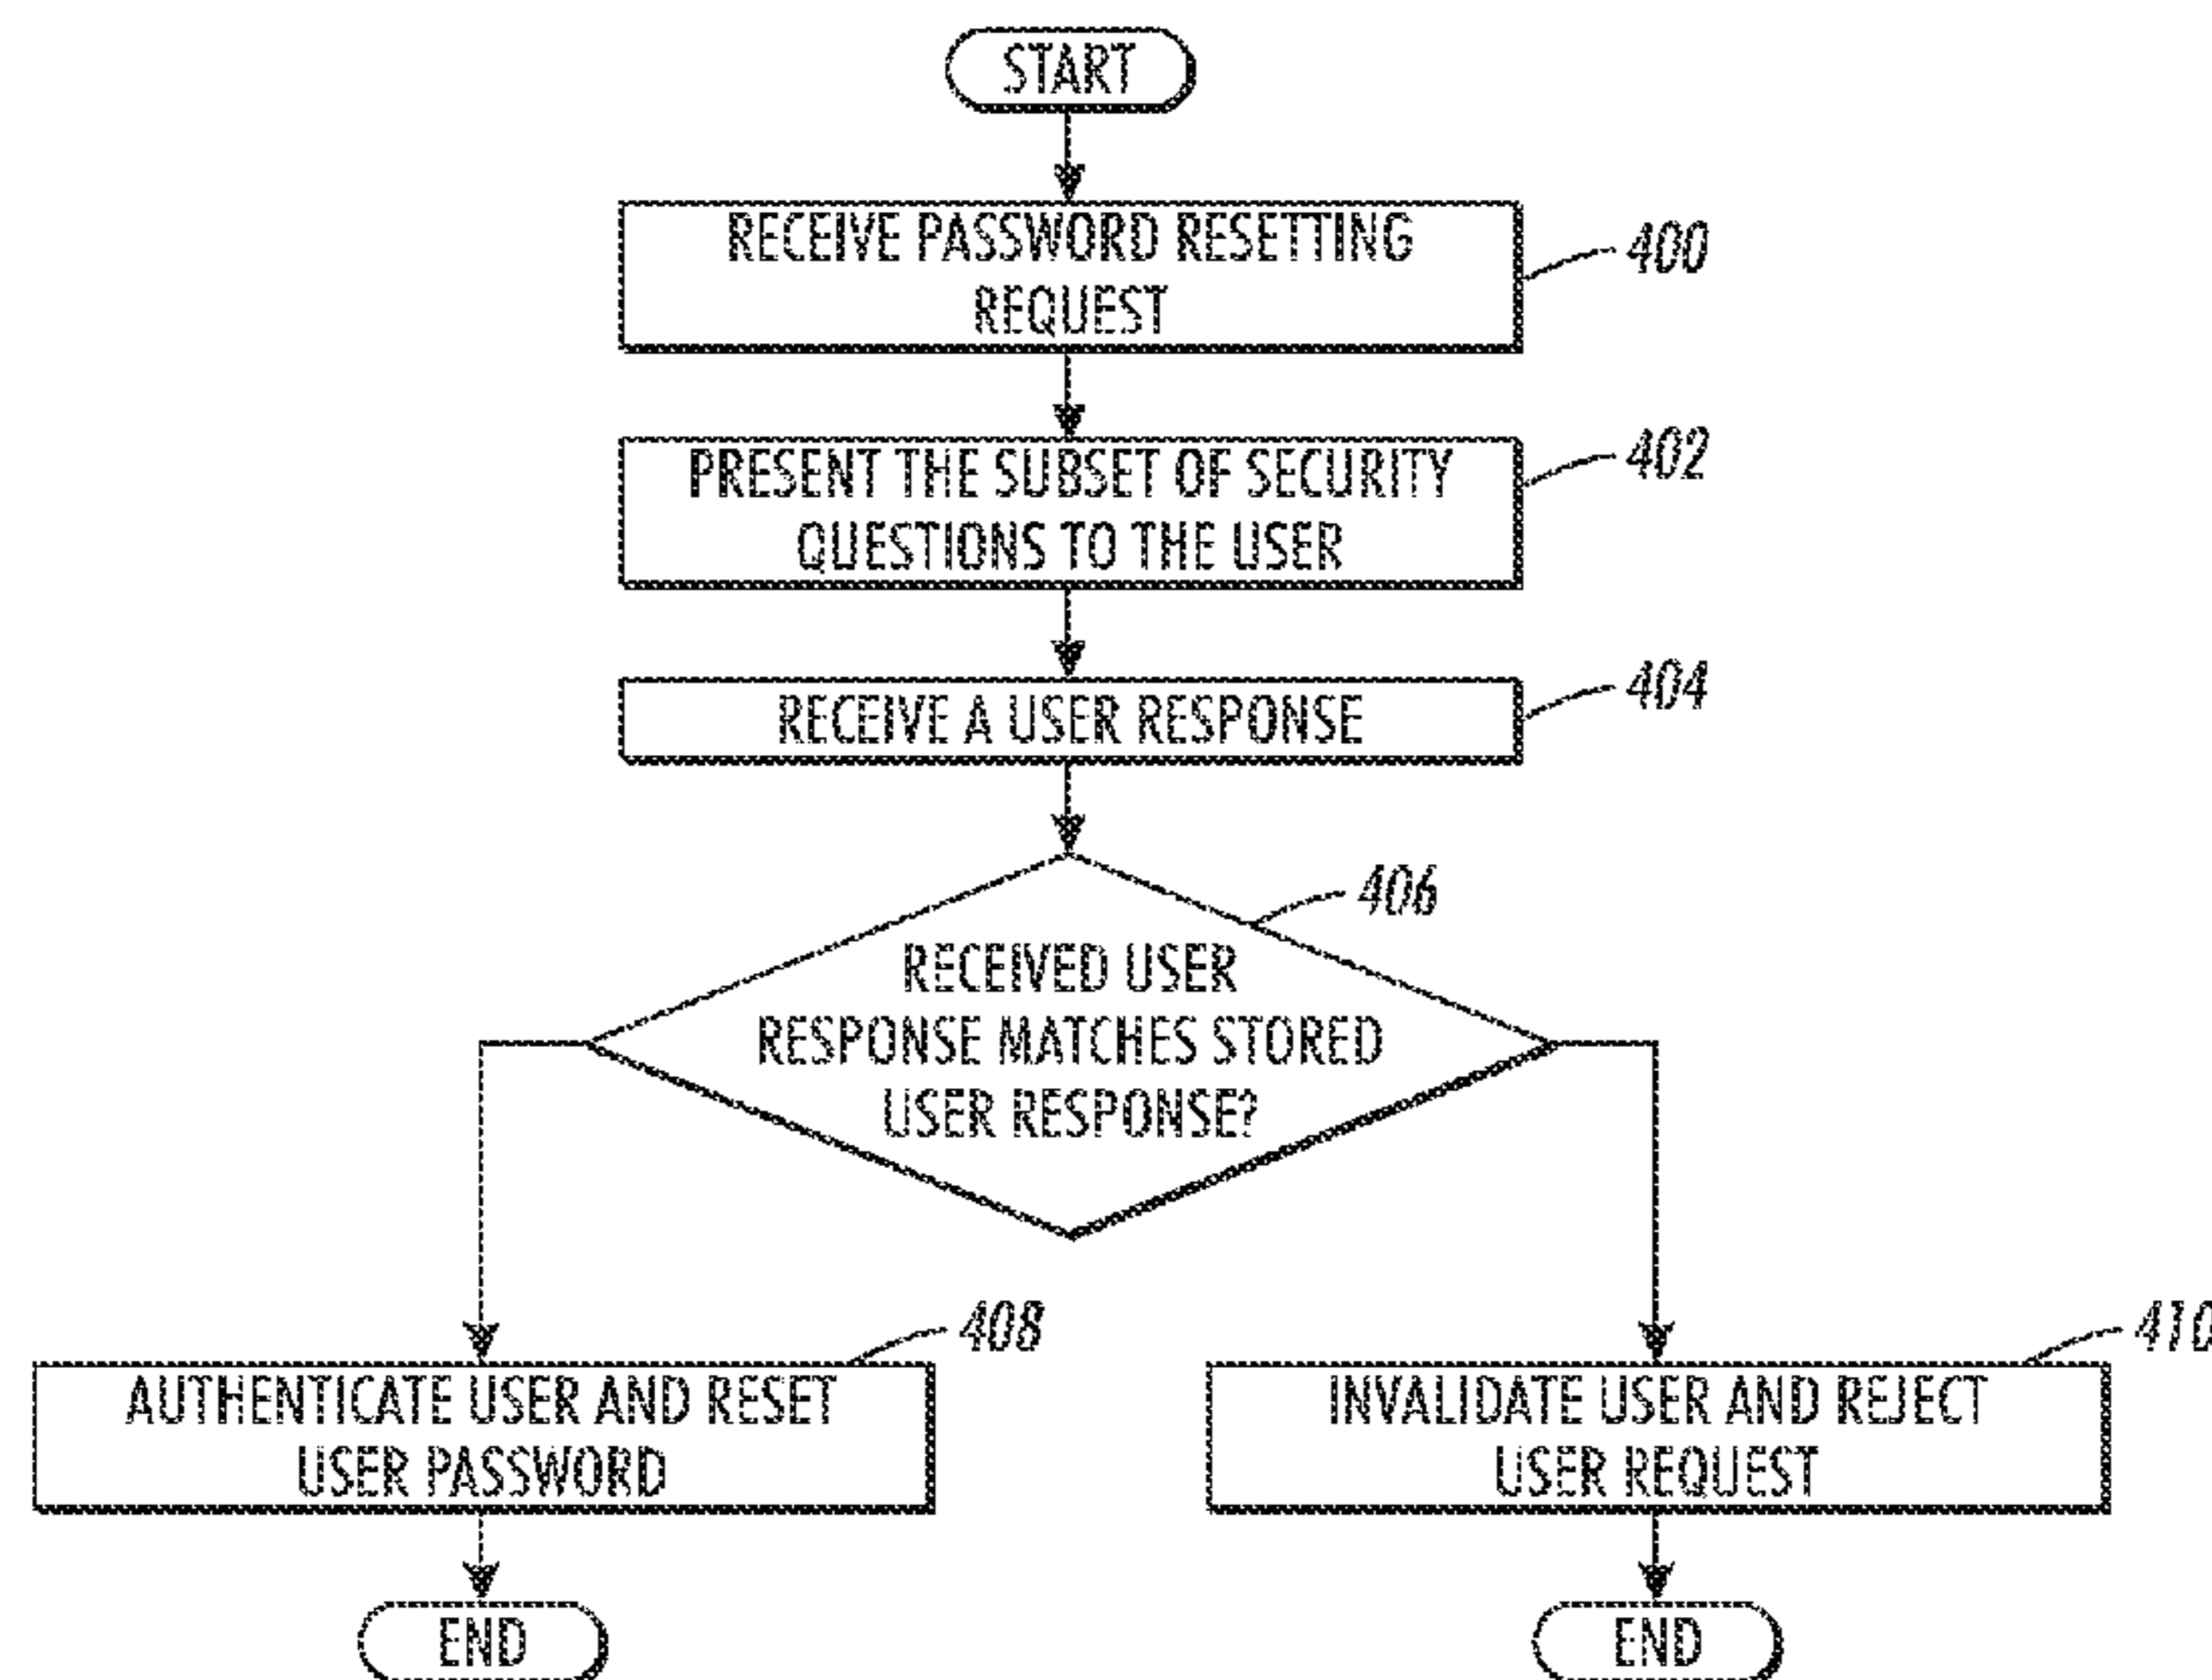 START
RECEIVE PASSWORD RESETTING
REQUEST
400
PRESENT THE SUBSET OF SECURITY
QUESTIONS TO THE USER
402
RECEIVE A USER RESPONSE
404
406
RECEIVED USER
RESPONSE MATCHES STORED
USER RESPONSE?
408
AUTHENTICATE USER AND RESET
USER PASSWORD
410
INVALIDATE USER AND REJECT
USER REQUEST
END
END